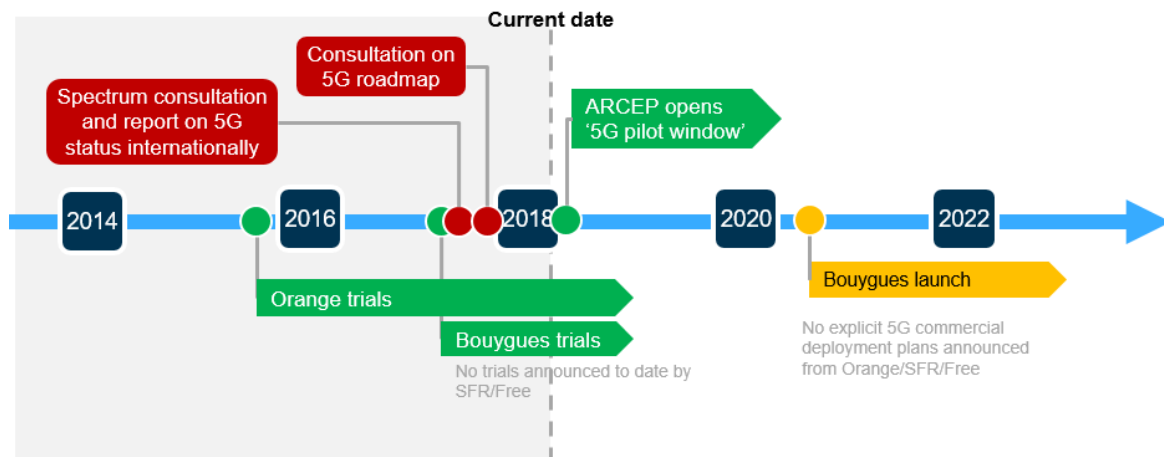 Current date
Consultation on
5G roadmap
Spectrum consultation
and report on 5G
status internationally
ARCEP opens
‘5G pilot window’
2014
2016
2018
2020
2022
Orange trials
Bouygues trials
No trials announced to date by
SFR/Free
Bouygues launch
No explicit 5G commercial
deployment plans announced
from Orange/SFR/Free